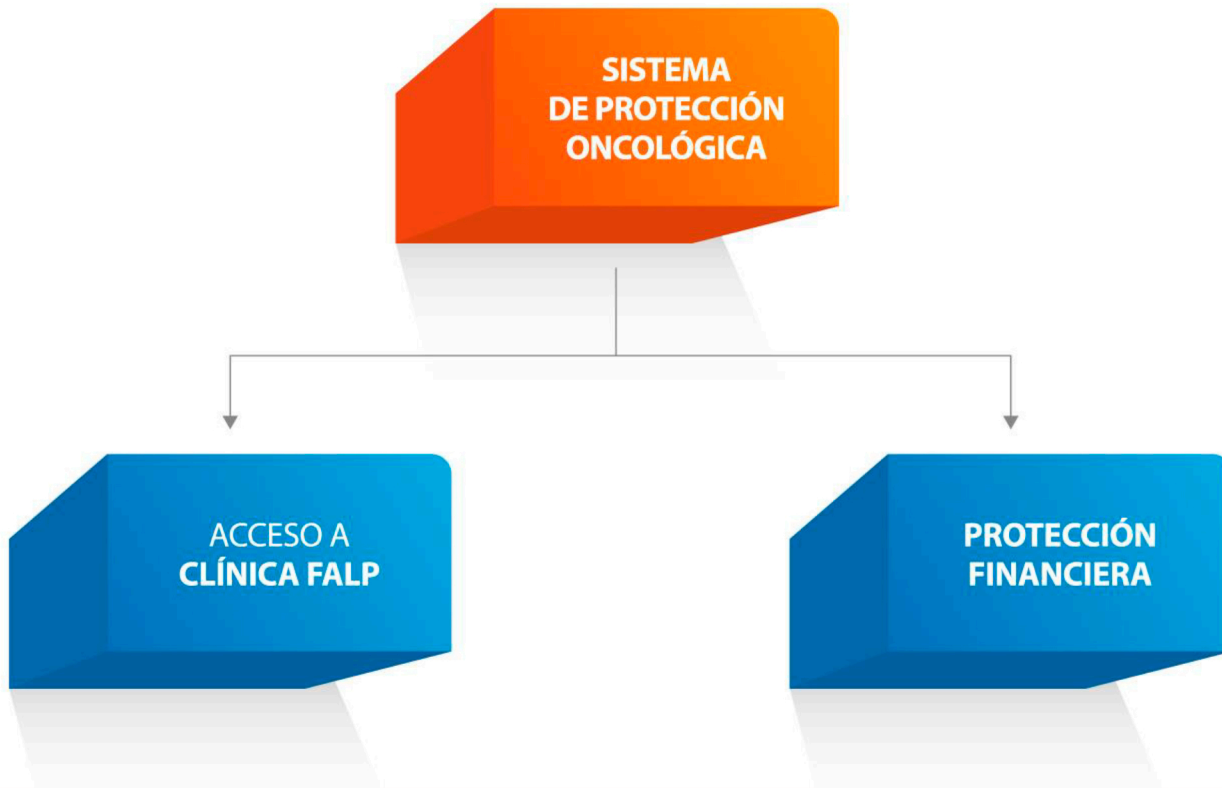 SISTEMA
DE PROTECCIÓN
ONCOLÓGICA
ACCESO A
CLÍNICA FALP
PROTECCIÓN
FINANCIERA